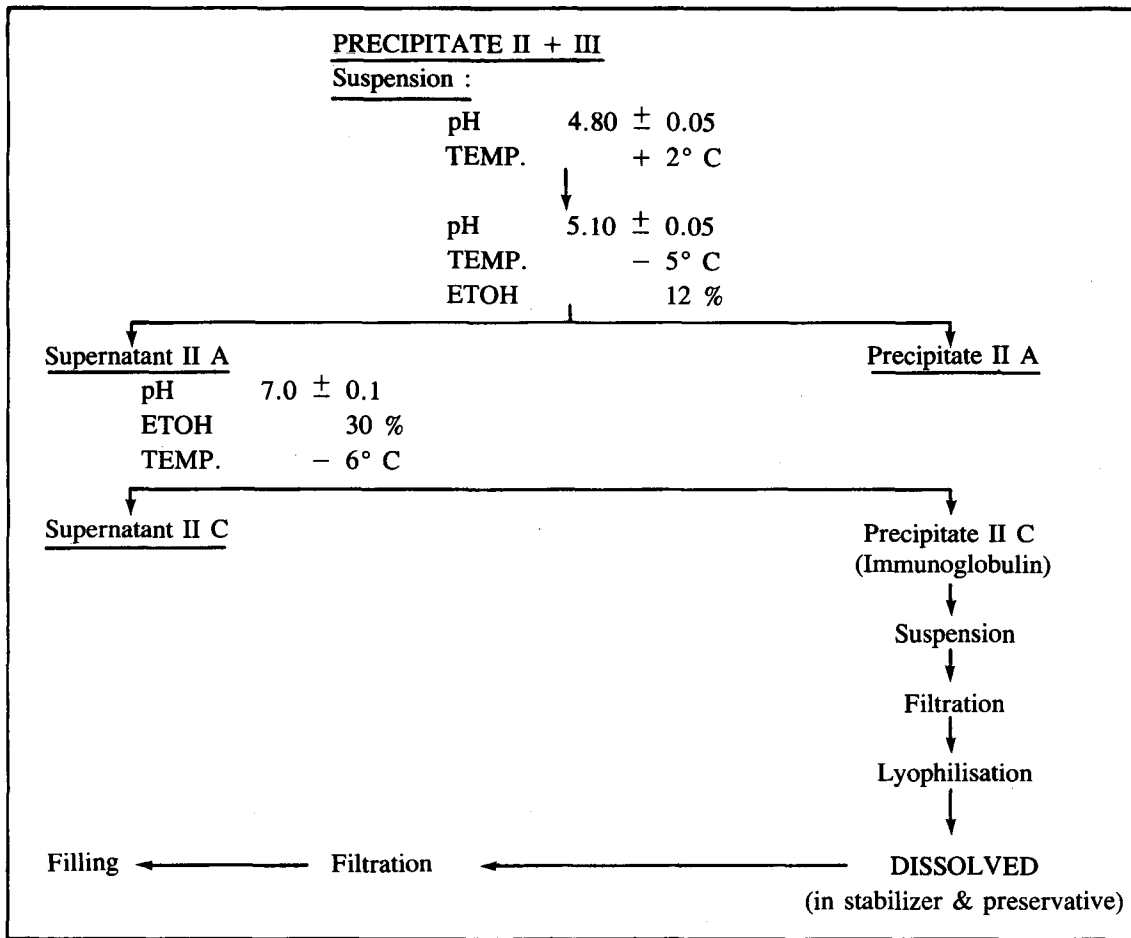 PRECIPITATE II + III
Suspension :
pH 4.80 ± 0.05
TEMP. + 2° C
pH 5.10 ± 0.05
TEMP. − 5° C
ETOH 12 %
Supernatant II A Precipitate II A
pH 7.0 ± 0.1
ETOH 30 %
TEMP. − 6° C
Supernatant II C Precipitate II C
(Immunoglobulin)
Suspension
Filtration
Lyophilisation
Filling Filtration DISSOLVED
(in stabilizer & preservative)